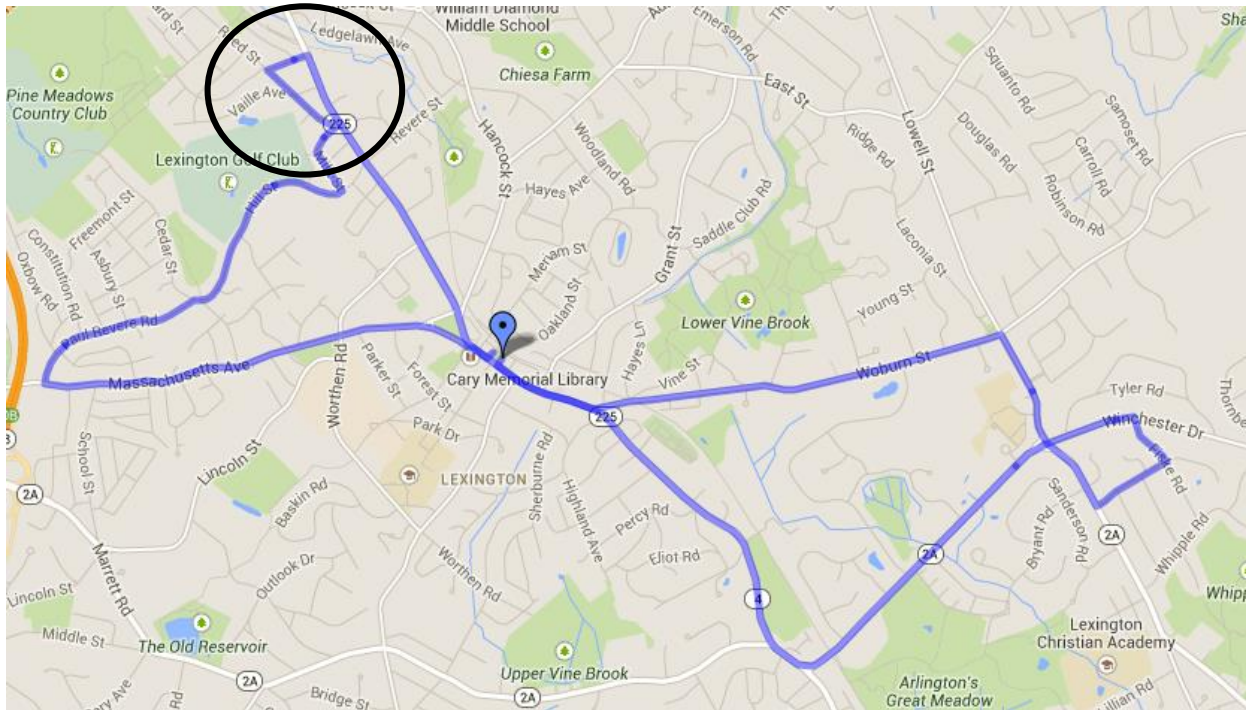 William Diamond
Middle School
Ledgelawn Ave
Reed St
Emerson Rd
Chiesa Farm
East St
Squanto Rd
Samoset Rd
Pine Meadows
Country Club
Vaille Ave
225
Revere St
Hancock St
Woodland Rd
Ridge Rd
Lowell St
Douglas Rd
Carroll Rd
Robinson Rd
Lexington Golf Club
Hayes Ave
Saddle Club Rd
Hill St
Freemont St
Cedar St
Constitution Rd
Oxbow Rd
Asbury St
Meriam St
Grant St
Laconia St
Oakland St
Young St
Lower Vine Brook
Paul Revere Rd
Hayes Ln
Massachusetts Ave
Worthen Rd
Parker St
Forest St
Cary Memorial Library
Vine St
Woburn St
Tyler Rd
225
Winchester Dr
Park Dr
School St
Lincoln St
LEXINGTON
Sherburne Rd
Fiske Rd
2A
Baskin Rd
Highland Ave
Percy Rd
Sanderson Rd
Bryant Rd
2A
Whipple Rd
Marrett Rd
Outlook Dr
Worthen Rd
Eliot Rd
2A
Lincoln St
4
Middle St
The Old Reservoir
Lexington
Christian Academy
Upper Vine Brook
2A
2A
Bridge St
Arlington's
Great Meadow